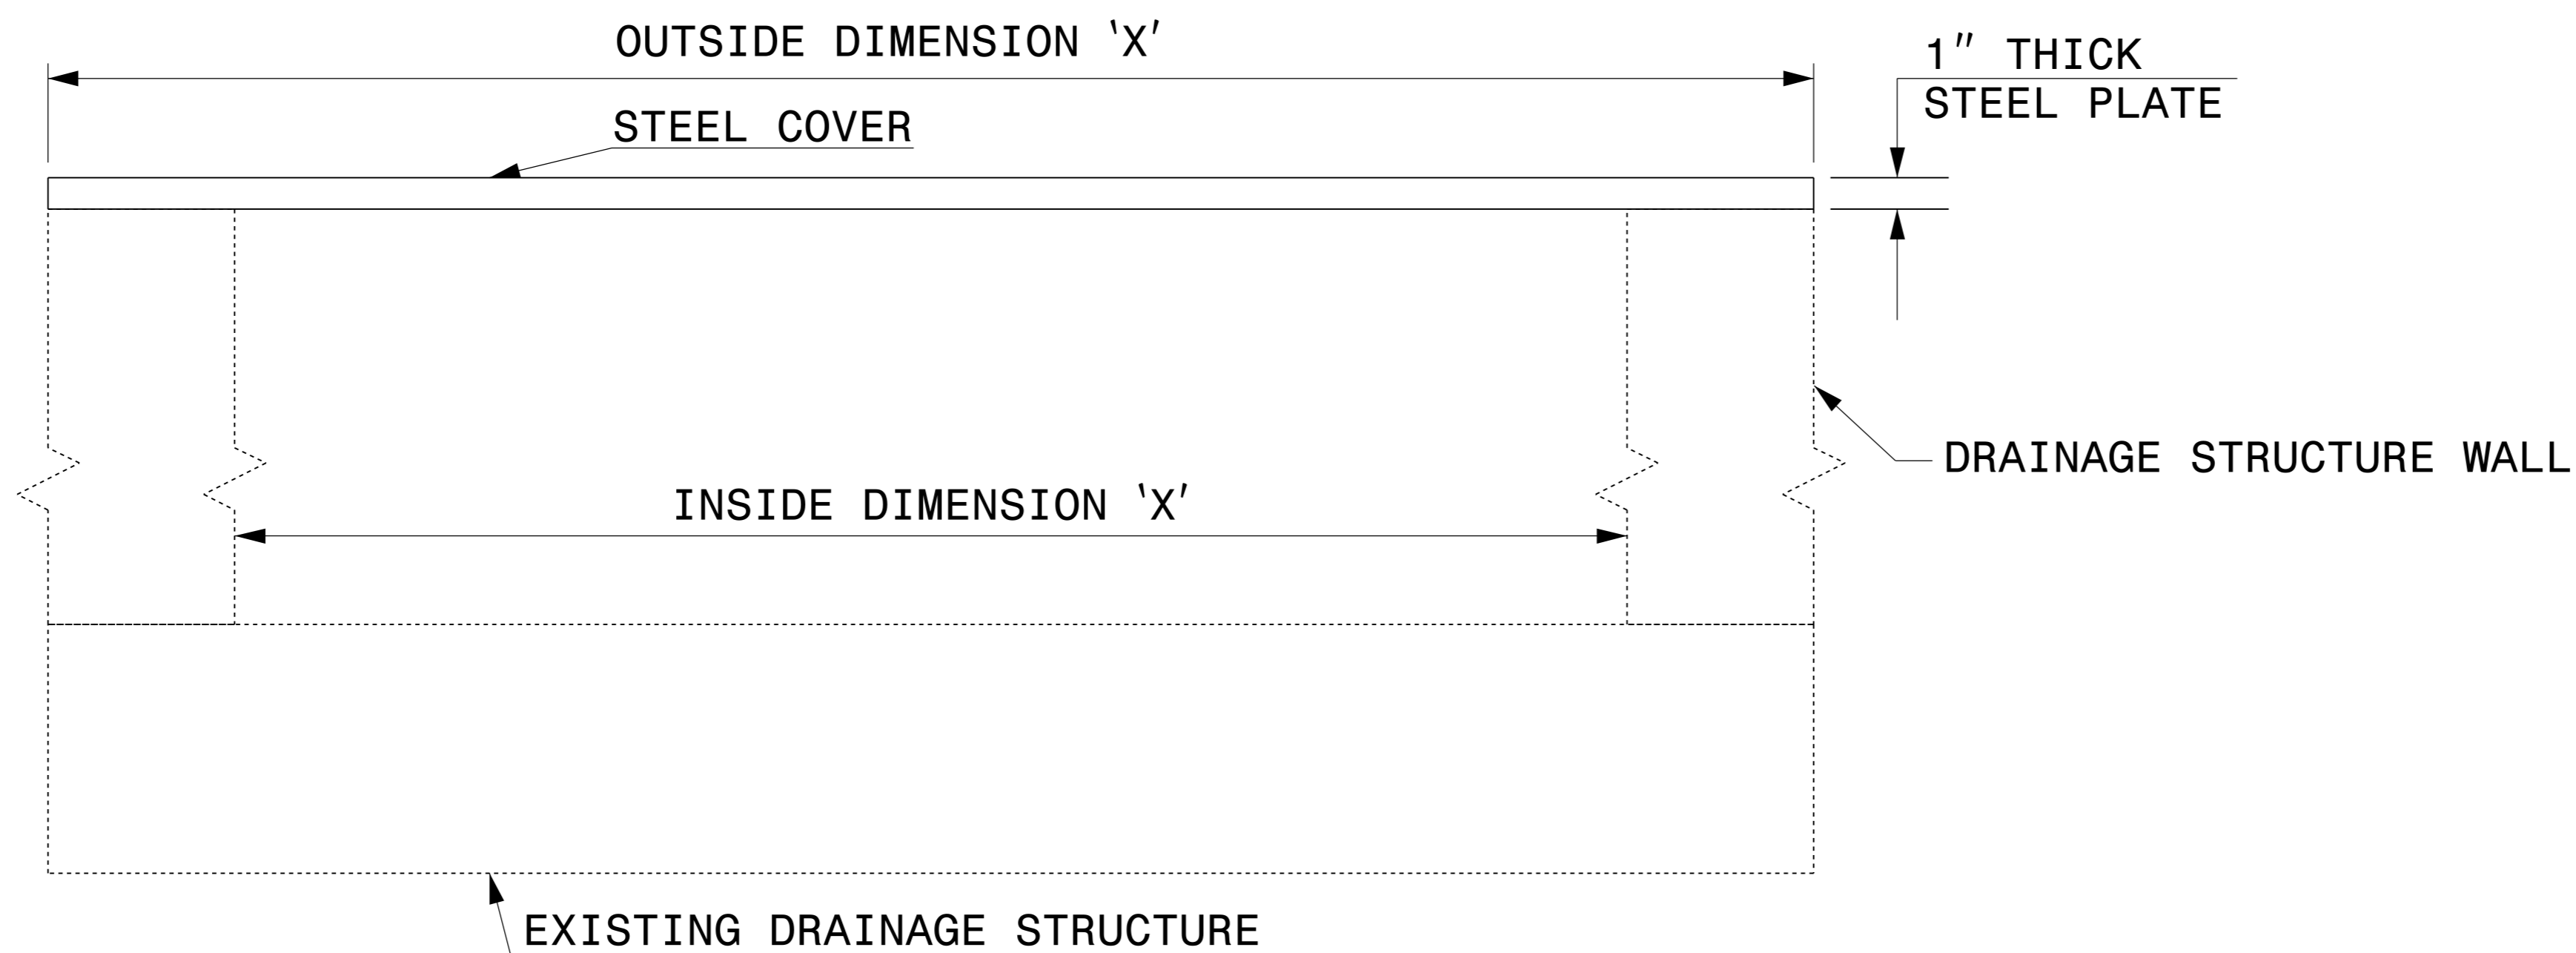 OUTSIDE DIMENSION ‘X’
1″ THICK
STEEL PLATE
STEEL COVER
DRAINAGE STRUCTURE WALL
INSIDE DIMENSION ‘X’
EXISTING DRAINAGE STRUCTURE